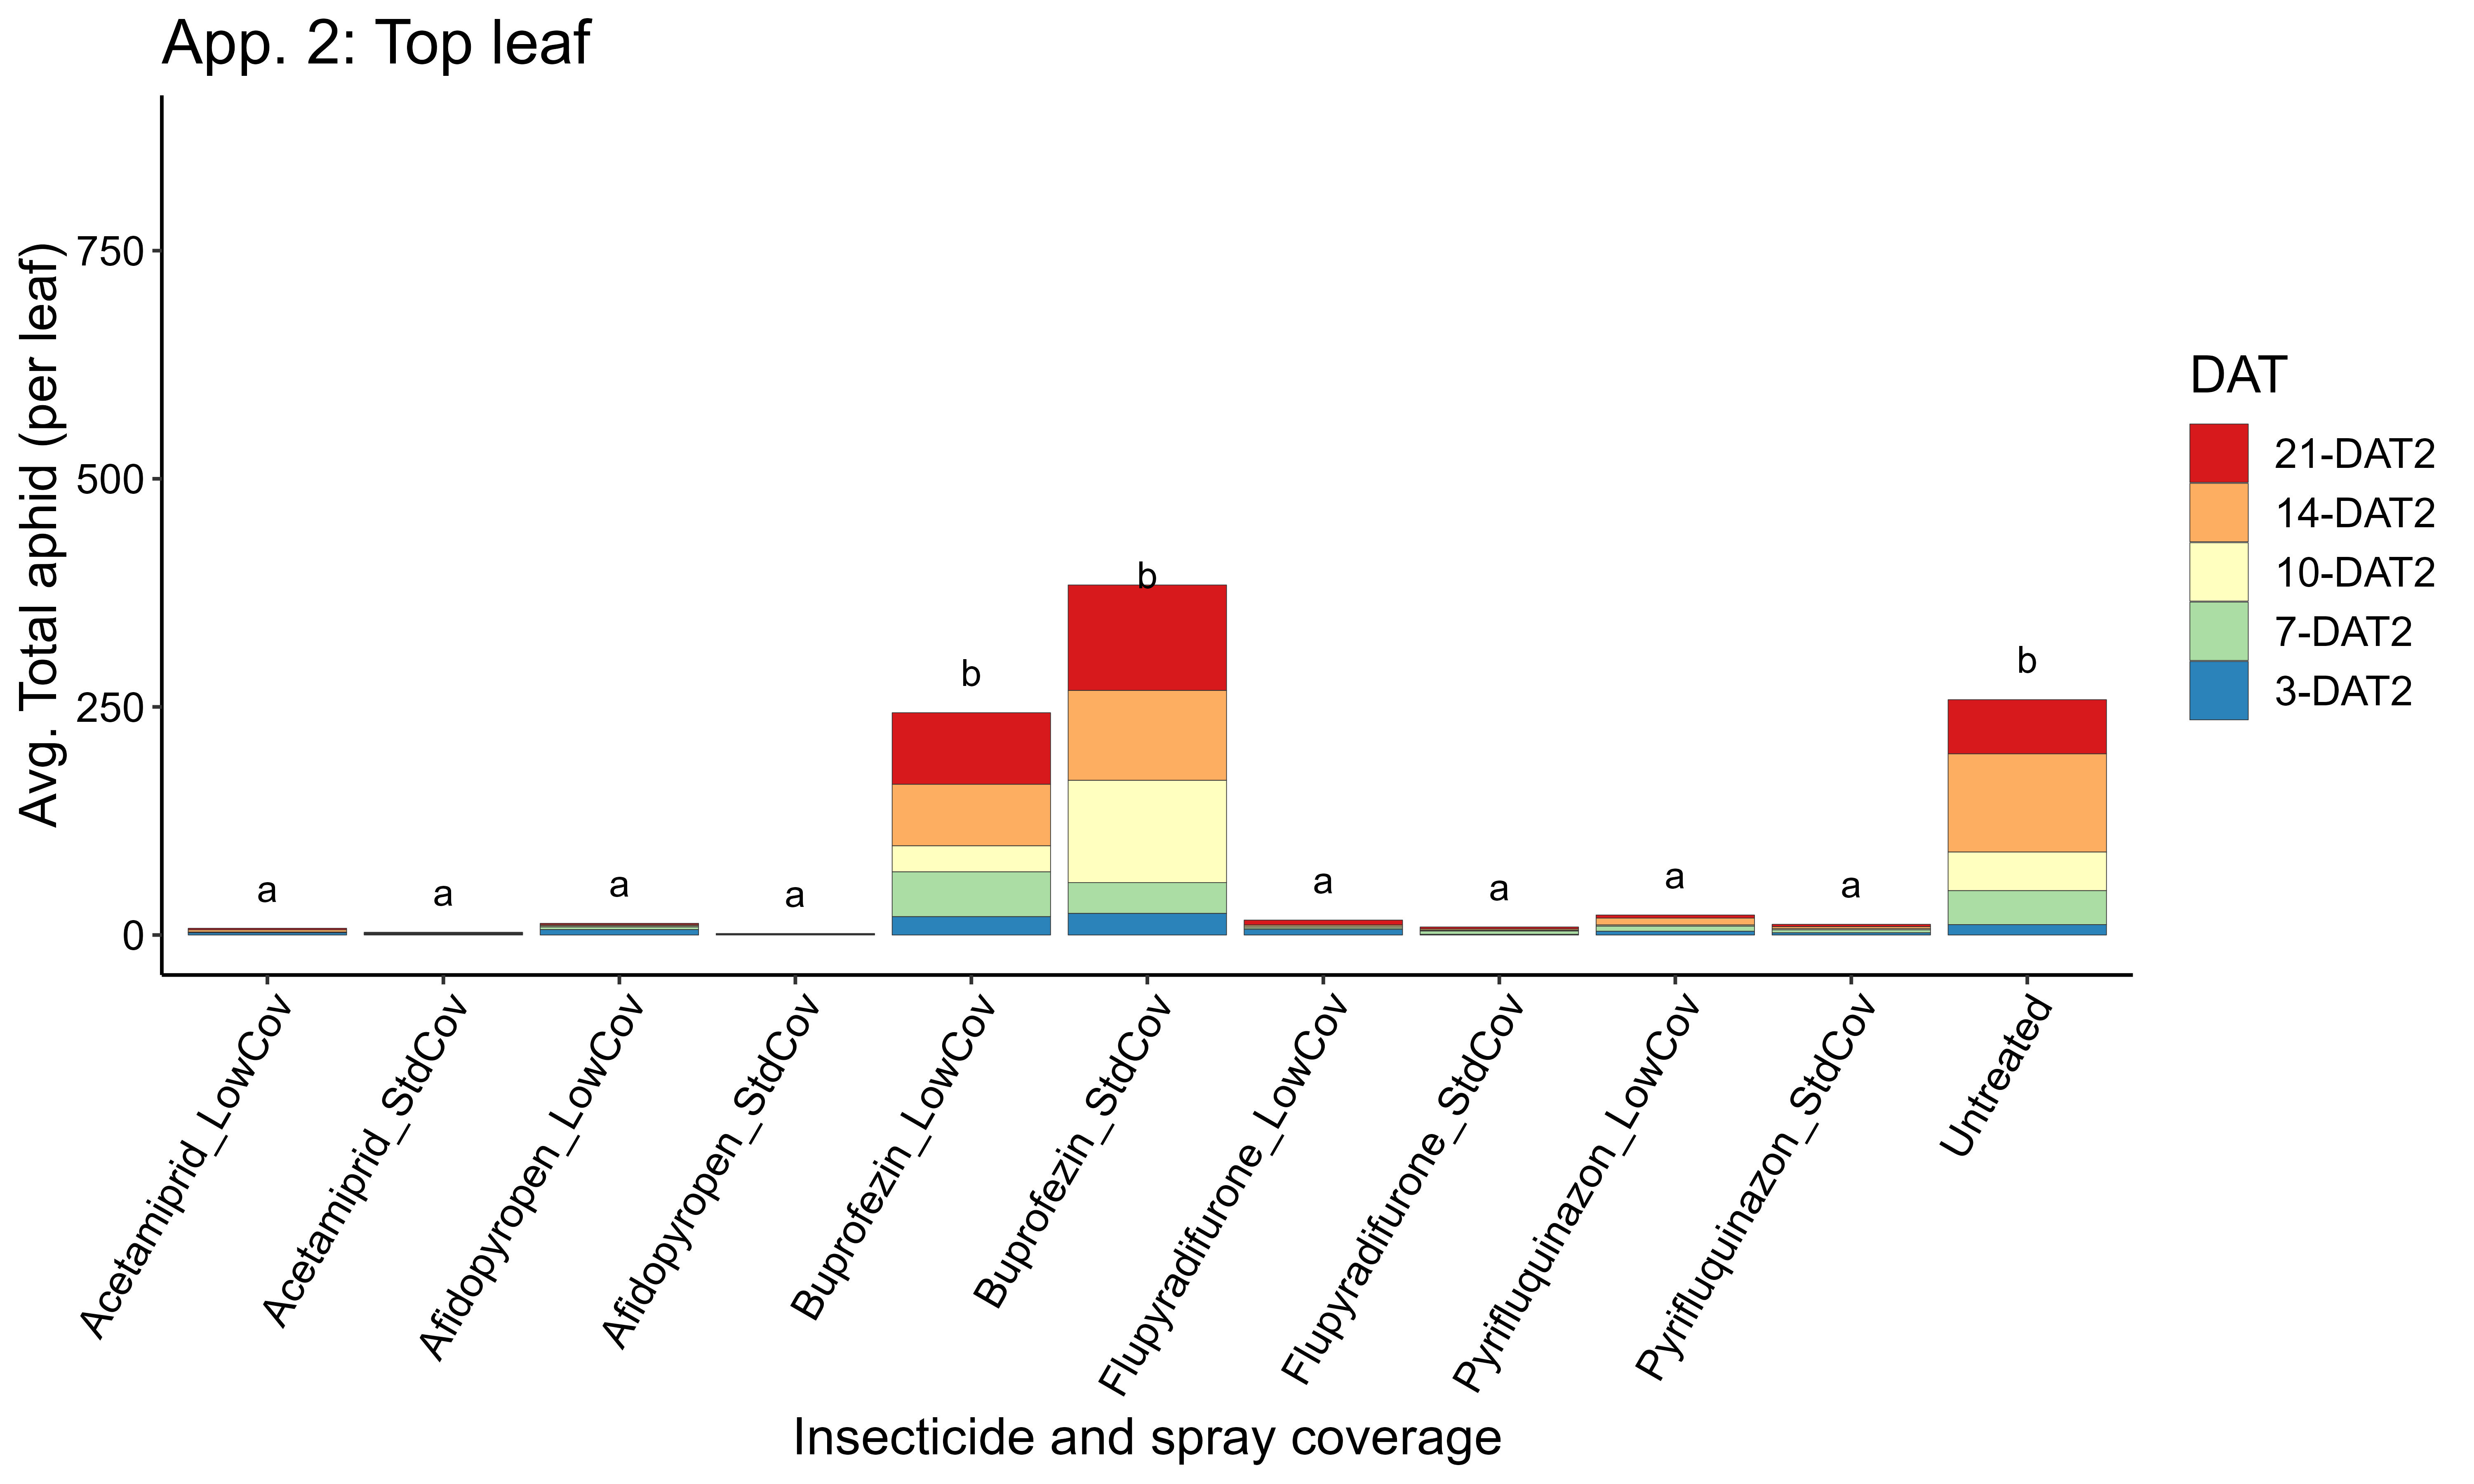 App. 2: Top leaf
Avg. Total aphid (per leaf)
750
500
250
0
a
a
a
a
b
b
a
a
a
a
b
Acetamiprid_LowCov
Acetamiprid_StdCov
Afidopyropen_LowCov
Afidopyropen_StdCov
Buprofezin_LowCov
Buprofezin_StdCov
Flupyradifurone_LowCov
Flupyradifurone_StdCov
Pyrifluquinazon_LowCov
Pyrifluquinazon_StdCov
Untreated
Insecticide and spray coverage
DAT
21-DAT2
14-DAT2
10-DAT2
7-DAT2
3-DAT2